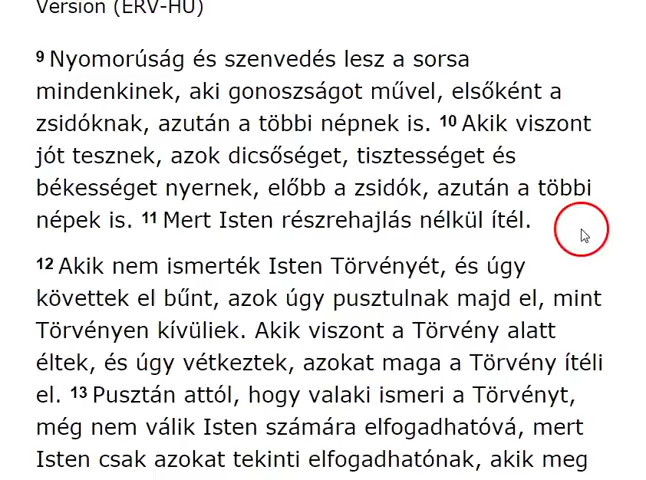 Version (ERV-HU)
9 Nyomorúság és szenvedés lesz a sorsa
mindenkinek, aki gonoszságot művel, elsőként a
zsidóknak, azután a többi népnek is. 10 Akik viszont
jót tesznek, azok dicsőséget, tisztességet és
békességet nyernek, előbb a zsidók, azután a többi
népek is. 11 Mert Isten részrehajlás nélkül ítél.
12 Akik nem ismerték Isten Törvényét, és úgy
követtek el bűnt, azok úgy pusztulnak majd el, mint
Törvényen kívüliek. Akik viszont a Törvény alatt
éltek, és úgy vétkeztek, azokat maga a Törvény ítéli
el. 13 Pusztán attól, hogy valaki ismeri a Törvényt,
még nem válik Isten számára elfogadhatóvá, mert
Isten csak azokat tekinti elfogadhatónak, akik meg